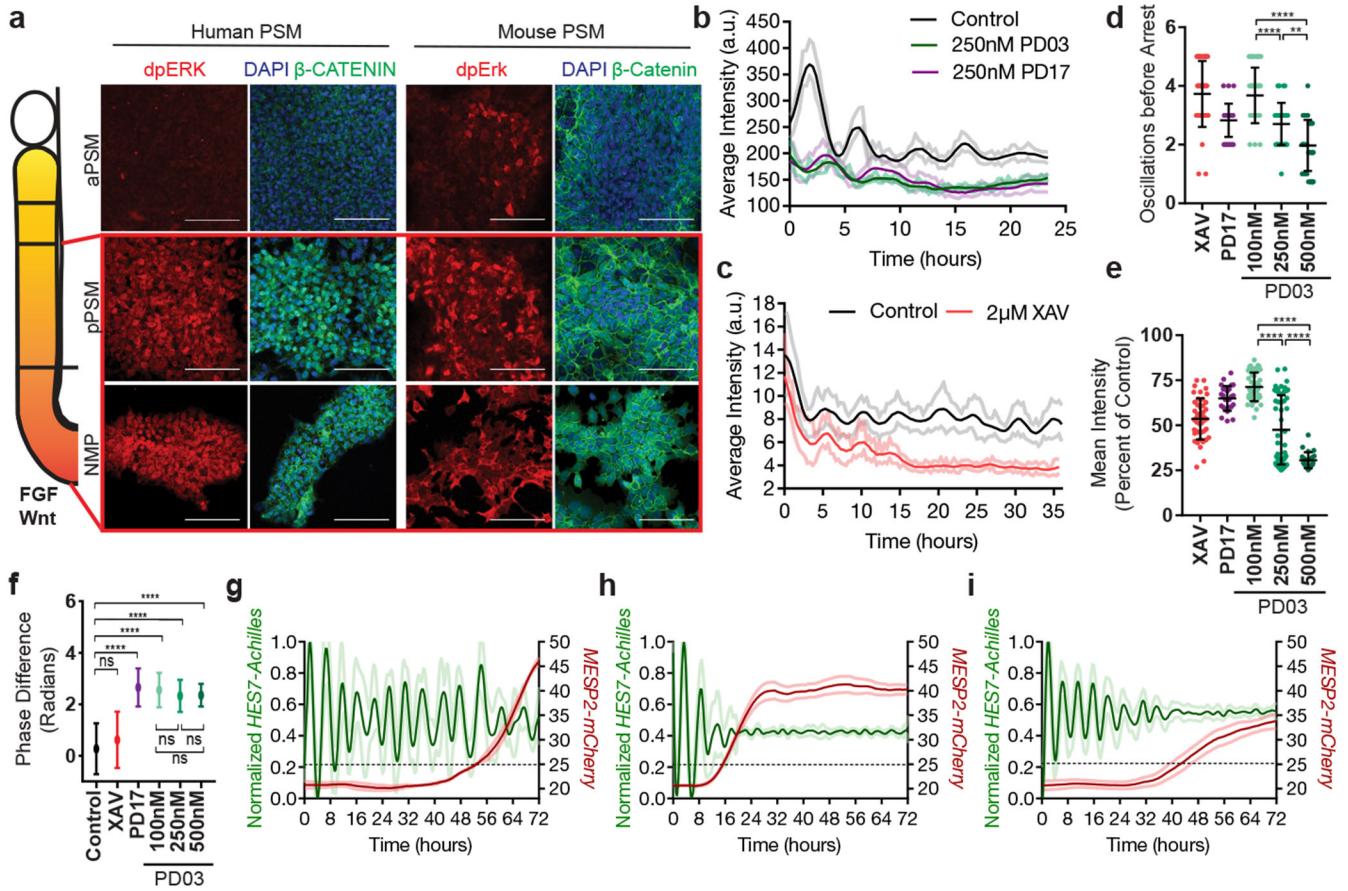 a
Human PSM
Mouse PSM
dpERK
DAPI β-CATENIN
dpErk
DAPI β-Catenin
aPSM
pPSM
NMP
FGF
Wnt
b
Average Intensity (a.u.)
450
400
350
300
250
200
150
100
0 5 10 15 20 25
Time (hours)
Control
250nM PD03
250nM PD17
c
Average Intensity (a.u.)
18
16
14
12
10
8
6
4
2
0 5 10 15 20 25 30 35
Time (hours)
Control
2µM XAV
d
Oscillations before Arrest
6
4
2
0
****
**** **
XAV
PD17
100nM
250nM
500nM
PD03
e
Mean Intensity
(Percent of Control)
100
75
50
25
0
****
**** ****
XAV
PD17
100nM
250nM
500nM
PD03
f
Phase Difference
(Radians)
6
4
2
0
****
****
****
****
ns
ns ns
ns
Control
XAV
PD17
100nM
250nM
500nM
PD03
g
Normalized HES7-Achilles
1.0
0.8
0.6
0.4
0.2
0.0
50
45
40
35
30
25
20
MESP2-mCherry
0 8 16 24 32 40 48 56 64 72
Time (hours)
h
Normalized HES7-Achilles
1.0
0.8
0.6
0.4
0.2
0.0
50
45
40
35
30
25
20
MESP2-mCherry
0 8 16 24 32 40 48 56 64 72
Time (hours)
i
Normalized HES7-Achilles
1.0
0.8
0.6
0.4
0.2
0.0
50
45
40
35
30
25
20
MESP2-mCherry
0 8 16 24 32 40 48 56 64 72
Time (hours)